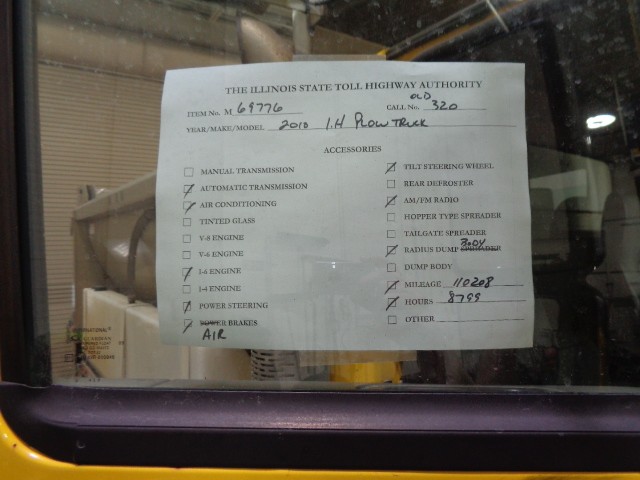 THE ILLINOIS STATE TOLL HIGHWAY AUTHORITY
ITEM No. M 69776
OLD
CALL No. 320
YEAR/MAKE/MODEL 2010 I.H PLOW TRUCK
ACCESSORIES
MANUAL TRANSMISSION
AUTOMATIC TRANSMISSION
AIR CONDITIONING
TINTED GLASS
V-8 ENGINE
V-6 ENGINE
I-6 ENGINE
I-4 ENGINE
POWER STEERING
POWER BRAKES
AIR
TILT STEERING WHEEL
REAR DEFROSTER
AM/FM RADIO
HOPPER TYPE SPREADER
TAILGATE SPREADER
BODY
RADIUS DUMP SPREADER
DUMP BODY
MILEAGE 110208
HOURS 8799
OTHER
INTERNATIONAL